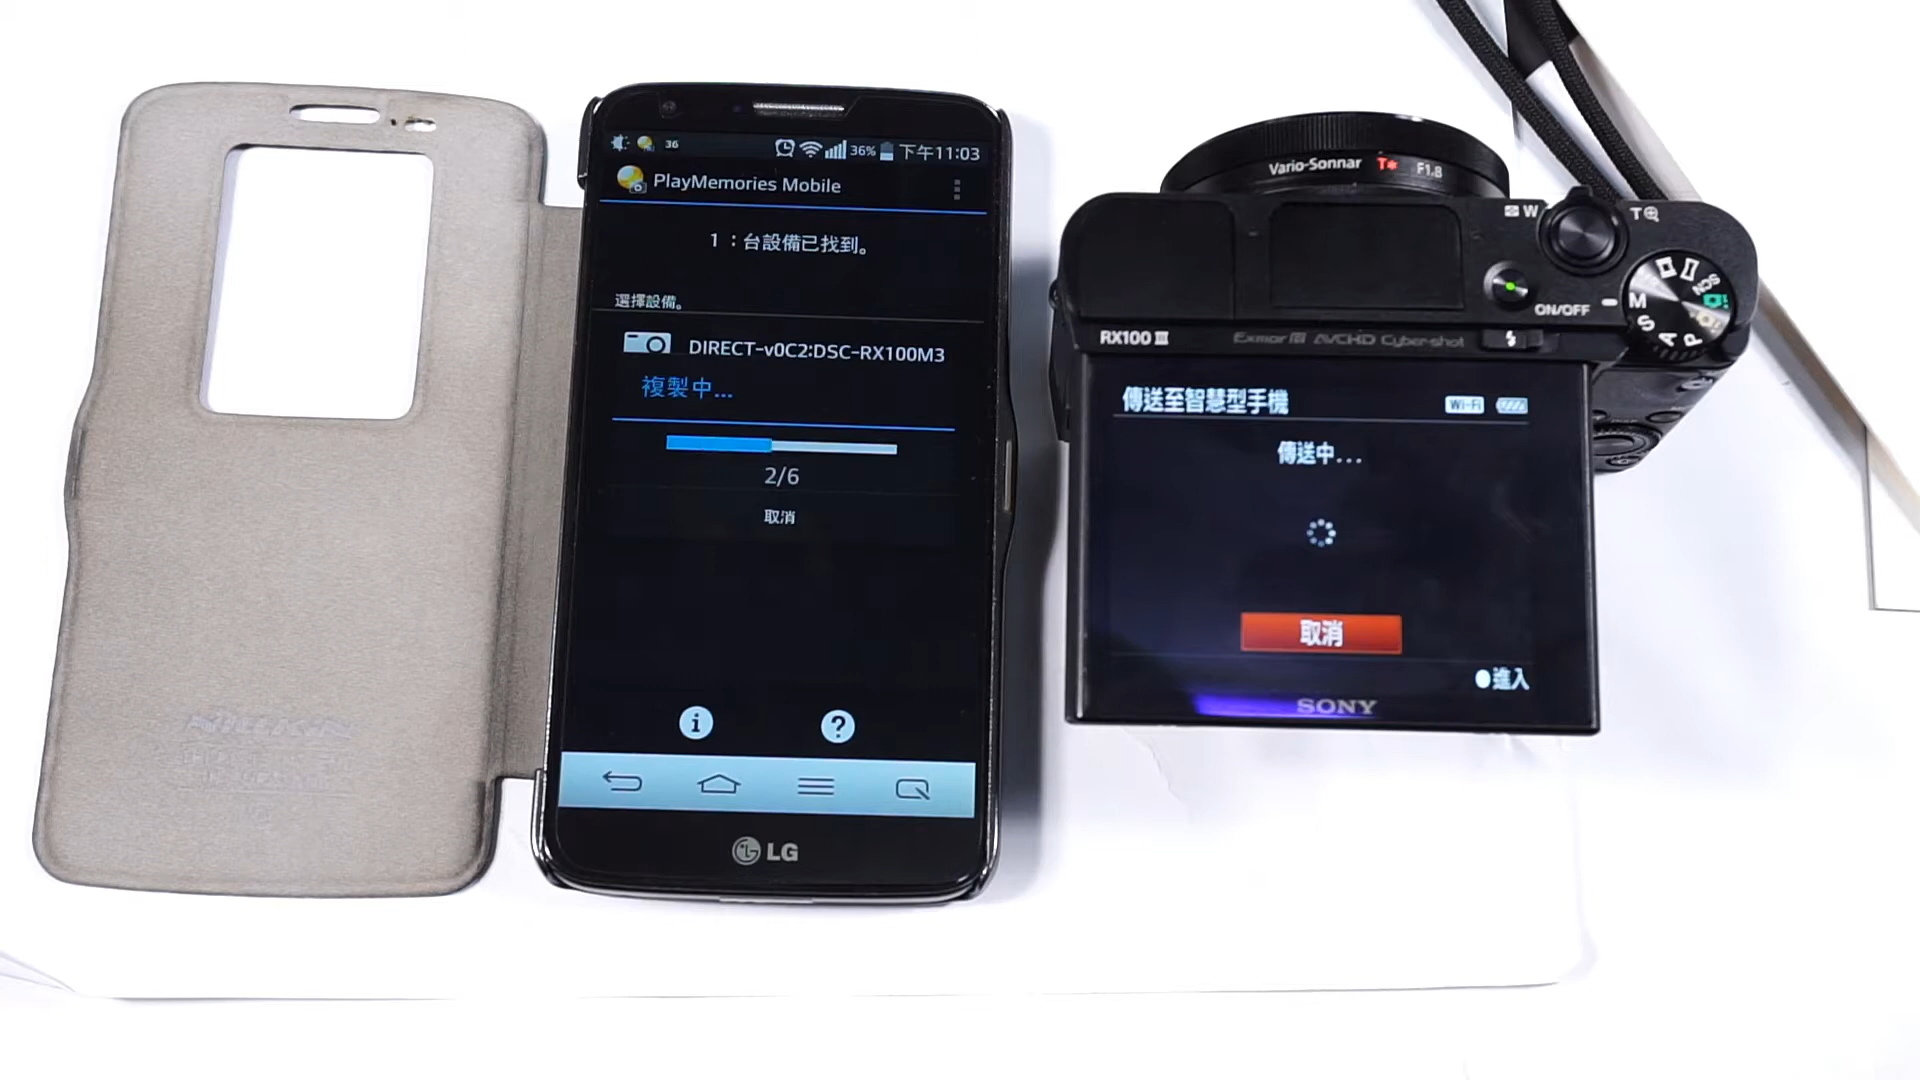 36 36% 下午11:03
PlayMemories Mobile
1：台設備已找到。
選擇設備。
DIRECT-v0C2:DSC-RX100M3
複製中...
2/6
取消
i ?
LG
Vario-Sonnar T* F1.8
W T
ON/OFF
M
SCN
S
A
P
RX100 III Exmor R AVCHD Cyber-shot
傳送至智慧型手機 Wi-Fi
傳送中...
取消
進入
SONY